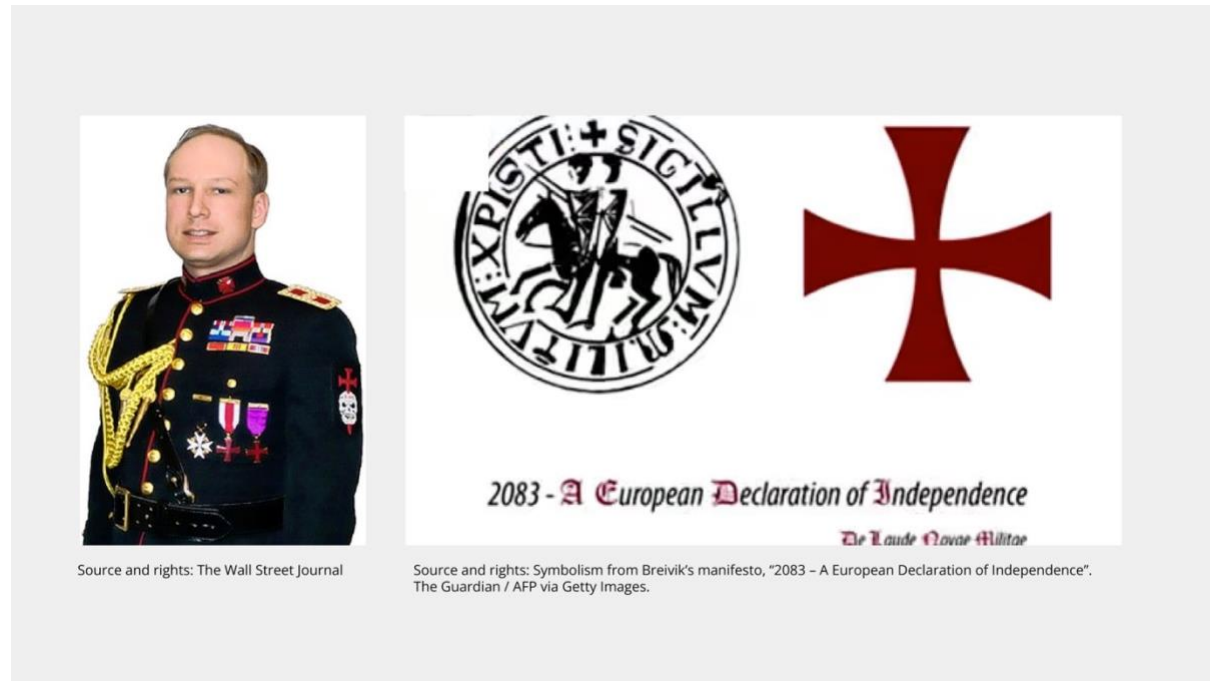 SIGILLVM:MILITVM:XPISTI:
2083 - A European Declaration of Independence
De Laude Novae Militae
Source and rights: The Wall Street Journal
Source and rights: Symbolism from Breivik’s manifesto, “2083 – A European Declaration of Independence”.
The Guardian / AFP via Getty Images.